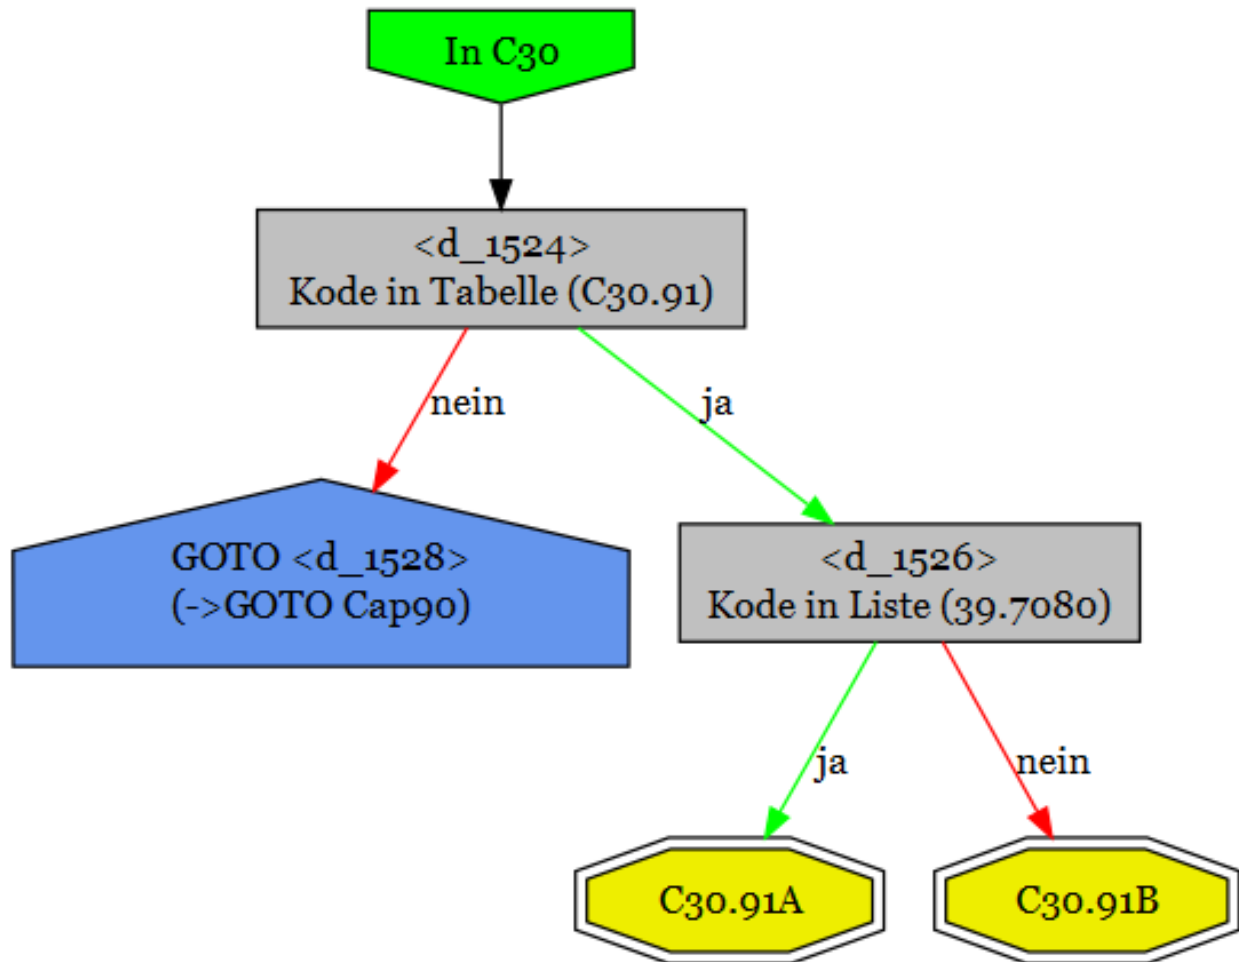 In C30
<d_1524>
Kode in Tabelle (C30.91)
nein
ja
GOTO <d_1528>
(->GOTO Cap90)
<d_1526>
Kode in Liste (39.7080)
ja
nein
C30.91A
C30.91B